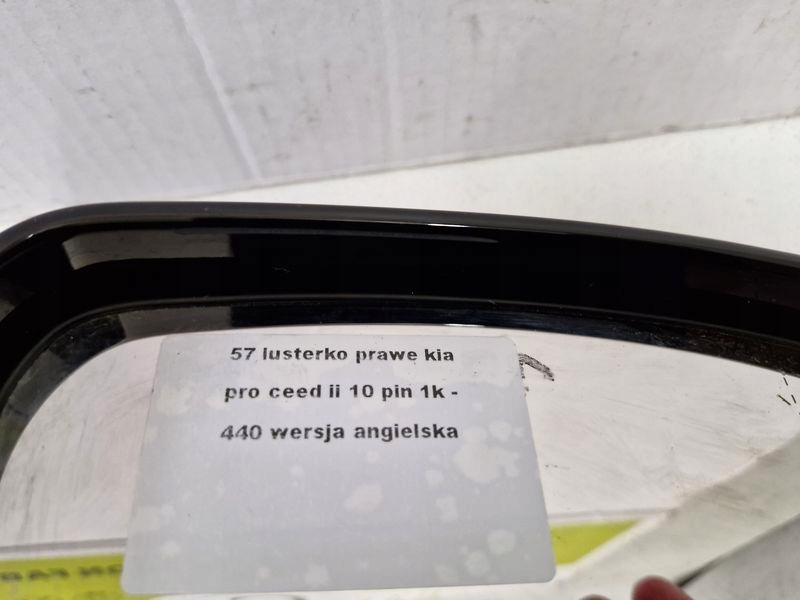 57 lusterko prawe kia
pro ceed ii 10 pin 1k -
440 wersja angielska